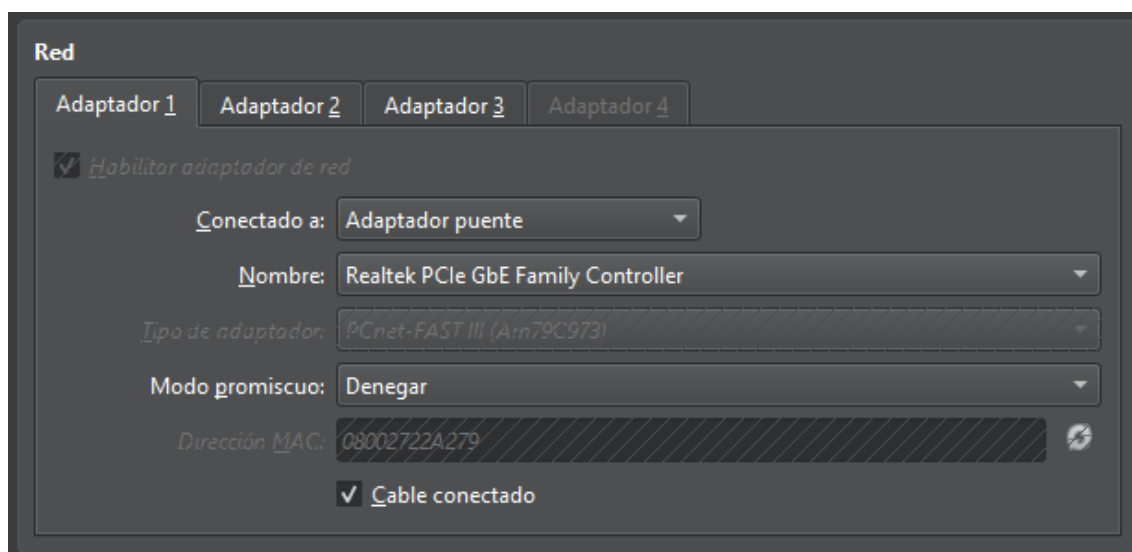 Red
Adaptador 1 Adaptador 2 Adaptador 3 Adaptador 4
Habilitar adaptador de red
Conectado a: Adaptador puente
Nombre: Realtek PCIe GbE Family Controller
Tipo de adaptador: PCnet-FAST III (Am79C973)
Modo promiscuo: Denegar
Dirección MAC: 08002722A279
Cable conectado